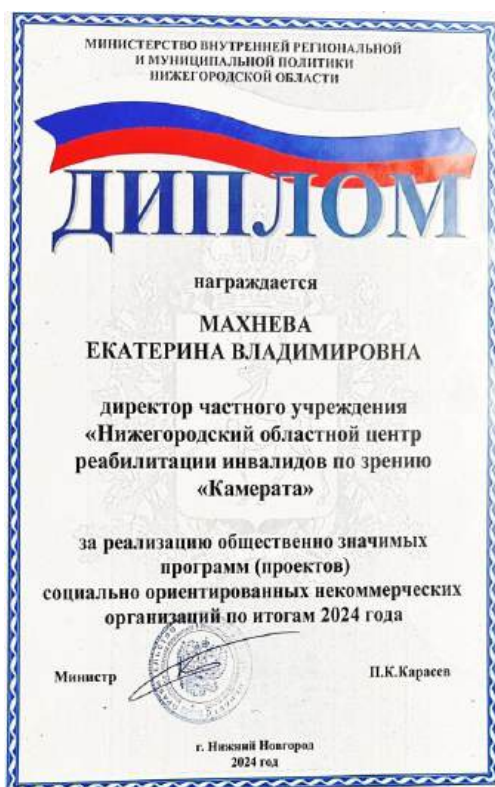 МИНИСТЕРСТВО ВНУТРЕННЕЙ РЕГИОНАЛЬНОЙ
И МУНИЦИПАЛЬНОЙ ПОЛИТИКИ
НИЖЕГОРОДСКОЙ ОБЛАСТИ
ДИПЛОМ
награждается
МАХНЕВА
ЕКАТЕРИНА ВЛАДИМИРОВНА
директор частного учреждения
«Нижегородский областной центр
реабилитации инвалидов по зрению
«Камерата»
за реализацию общественно значимых
программ (проектов)
социально ориентированных некоммерческих
организаций по итогам 2024 года
Министр П.К.Карасев
г. Нижний Новгород
2024 год